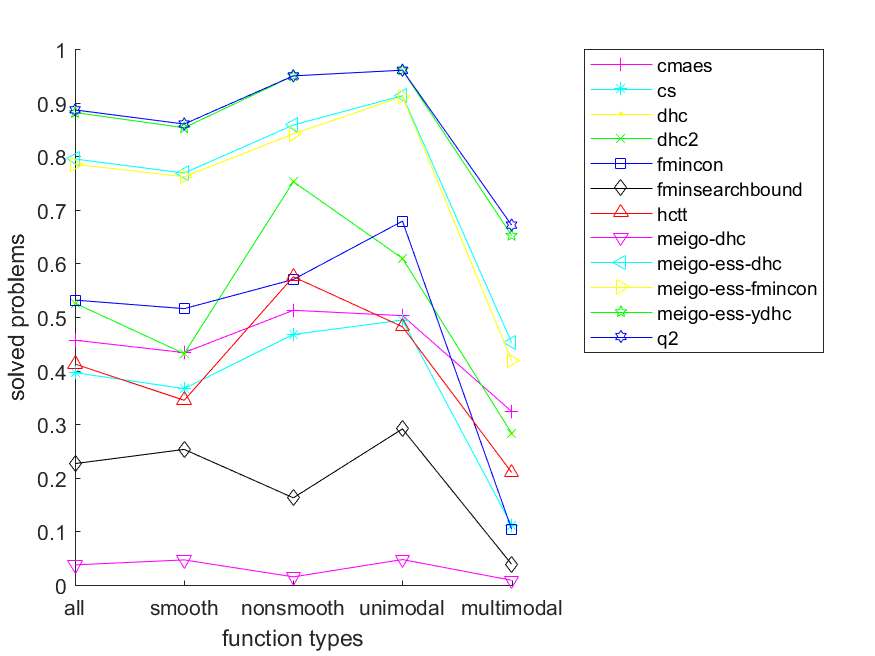 1
0.9
0.8
0.7
0.6
0.5
0.4
0.3
0.2
0.1
0
solved problems
all smooth nonsmooth unimodal multimodal
function types
cmaes
cs
dhc
dhc2
fmincon
fminsearchbound
hctt
meigo-dhc
meigo-ess-dhc
meigo-ess-fmincon
meigo-ess-ydhc
q2